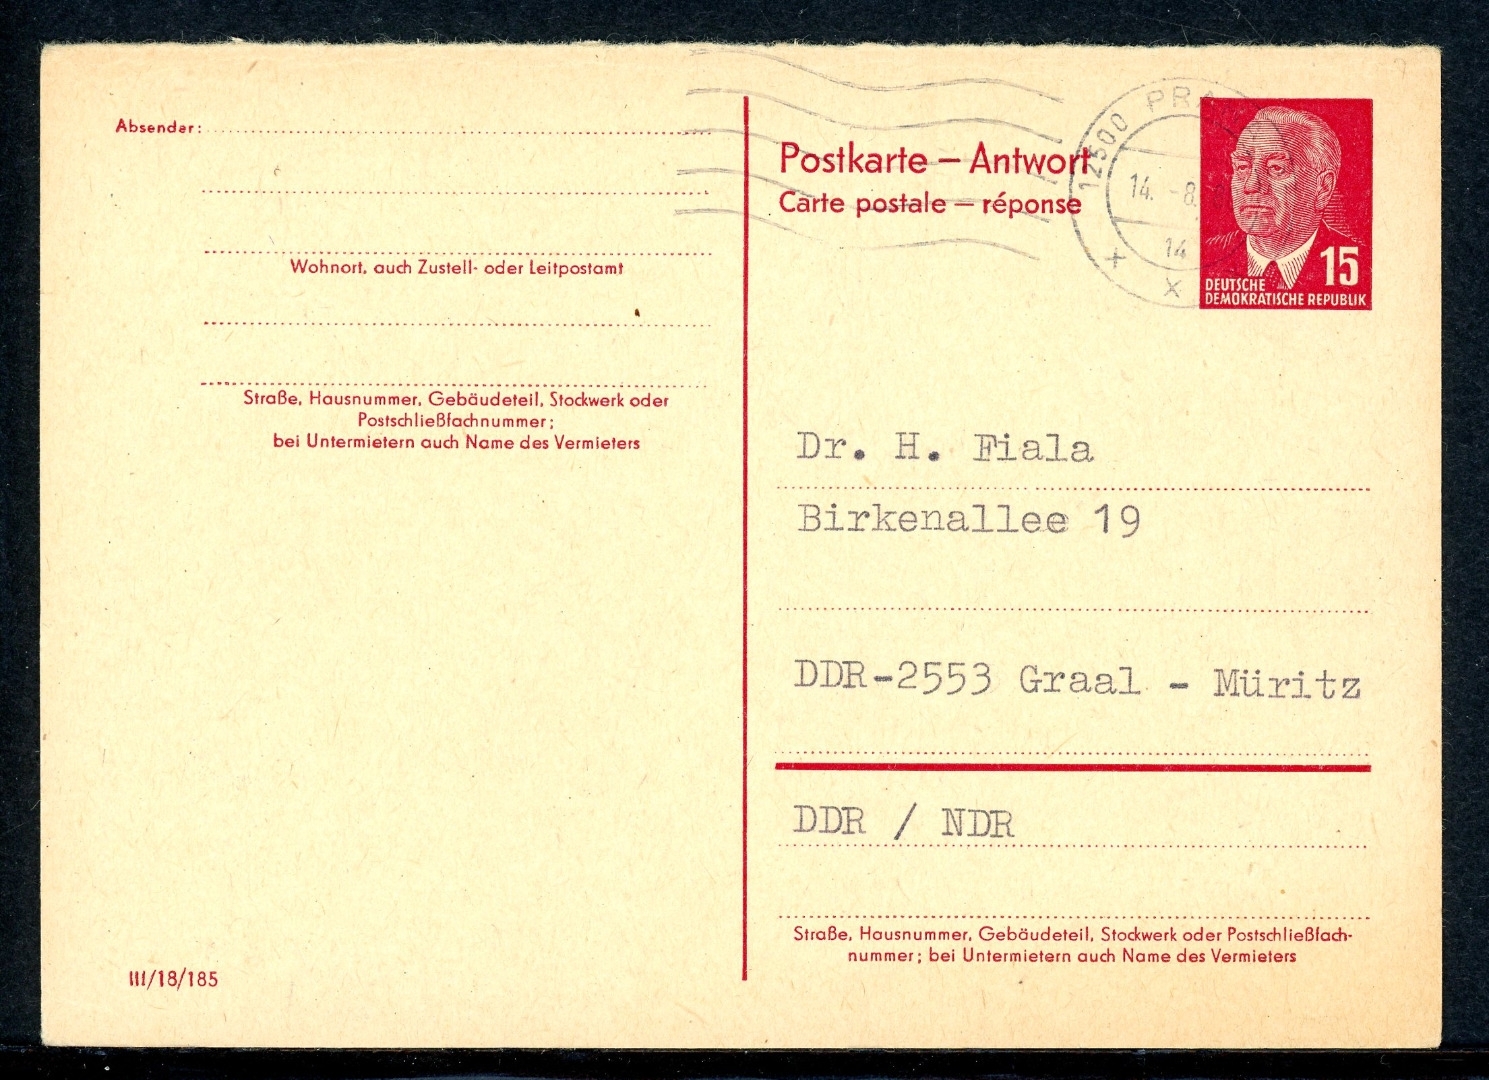 Absender:
Wohnort, auch Zustell- oder Leitpostamt
Straße, Hausnummer, Gebäudeteil, Stockwerk oder
Postschließfachnummer;
bei Untermietern auch Name des Vermieters
III/18/185
Postkarte – Antwort
Carte postale – réponse
12500
14. -8.
14
15
DEUTSCHE
DEMOKRATISCHE REPUBLIK
Dr. H. Fiala
Birkenallee 19
DDR-2553 Graal - Müritz
DDR / NDR
Straße, Hausnummer, Gebäudeteil, Stockwerk oder Postschließfach-
nummer; bei Untermietern auch Name des Vermieters